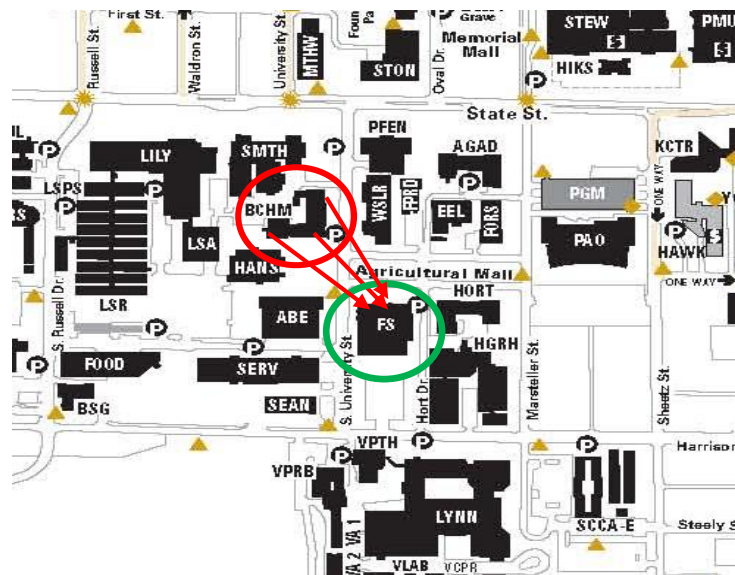 First St.
Grave
Memorial
Mall
STEW
$
PMU
$
Russell St.
Waldron St.
University St.
MTHW
STON
Oval Dr.
P
HIKS
State St.
P
LILY
SMTH
P
PFEN
AGAD
P
KCTR
LSPS
P
P
BCHM
WSLR
FPRD
EEL
FORS
PGM
ONE WAY
LSA
P
PAO
P
$
HAWK
HANS
Agricultural Mall
ONE WAY
S. Russell Dr.
LSR
ABE
FS
P
HORT
P
P
FOOD
P
SERV
S. University St.
HGRH
Hort Dr.
Marsteller St.
Sheetz St.
BSG
SEAN
P
P
VPTH
P
Harrison
VPRB
LYNN
SCCA-E
Steely S
VA 1
VA 2
VLAB
VCPR